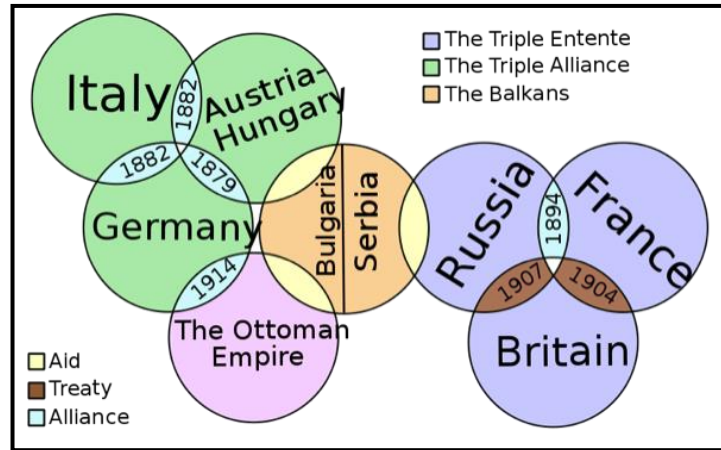 The Triple Entente
The Triple Alliance
The Balkans
Italy
1882
Austria-
Hungary
1882
1879
Germany
Bulgaria
Serbia
Russia
1894
France
1914
1907
1904
The Ottoman
Empire
Britain
Aid
Treaty
Alliance